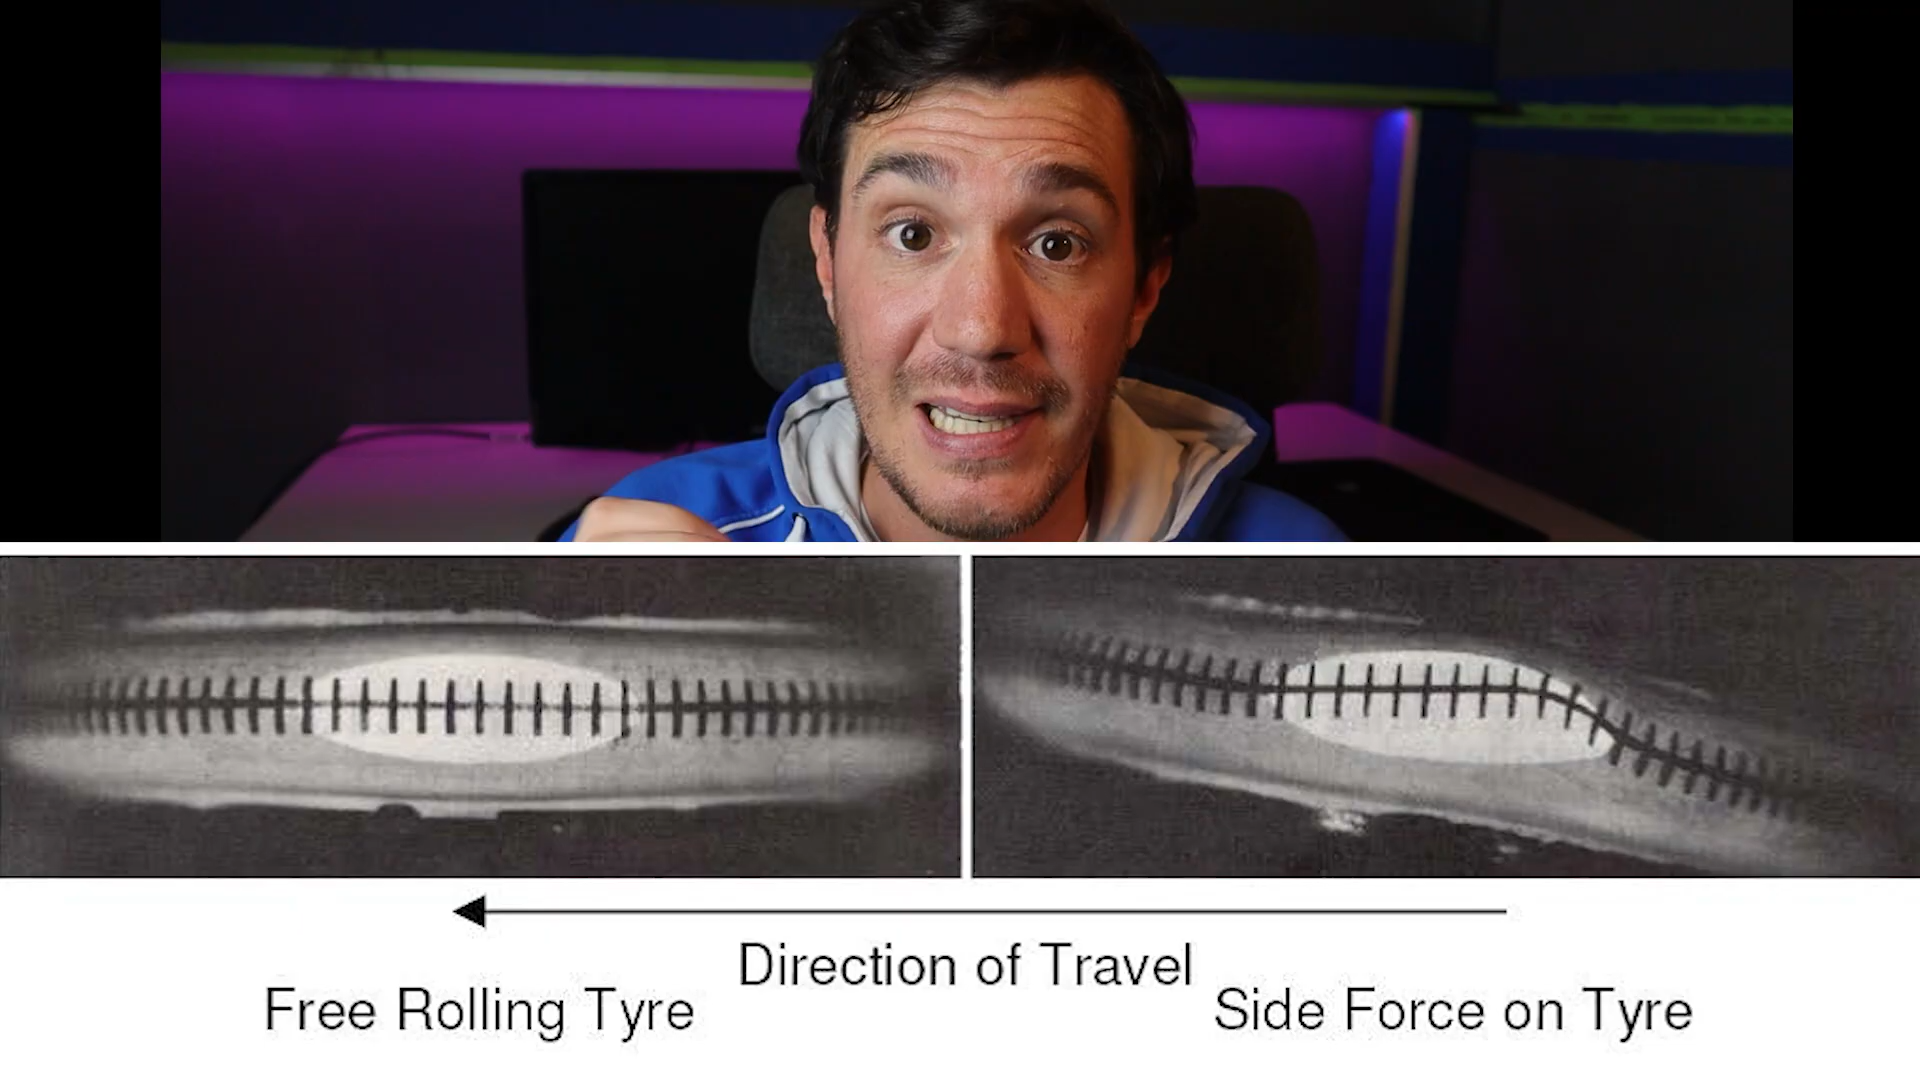 Direction of Travel
Free Rolling Tyre
Side Force on Tyre